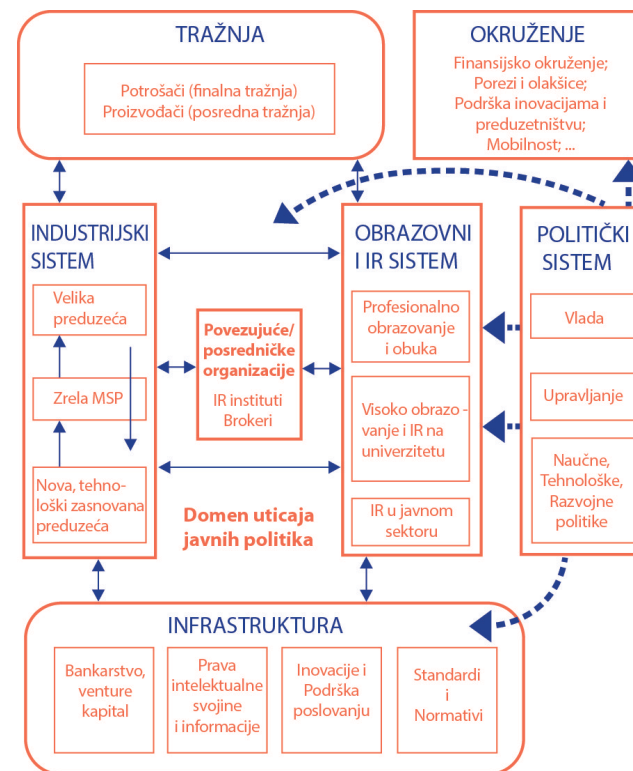 TRAŽNJA
Potrošači (finalna tražnja)
Proizvođači (posredna tražnja)
OKRUŽENJE
Finansijsko okruženje;
Porezi i olakšice;
Podrška inovacijama i
preduzetništvu;
Mobilnost; ...
INDUSTRIJSKI
SISTEM
Velika
preduzeća
Zrela MSP
Nova, tehno-
loški zasnovana
preduzeća
Povezujuće/
posredničke
organizacije
IR instituti
Brokeri
Domen uticaja
javnih politika
OBRAZOVNI
I IR SISTEM
Profesionalno
obrazovanje
i obuka
Visoko obrazo -
vanje i IR na
univerzitetu
IR u javnom
sektoru
POLITIČKI
SISTEM
Vlada
Upravljanje
Naučne,
Tehnološke,
Razvojne
politike
INFRASTRUKTURA
Bankarstvo,
venture
kapital
Prava
intelektualne
svojine
i informacije
Inovacije i
Podrška
poslovanju
Standardi
i
Normativi